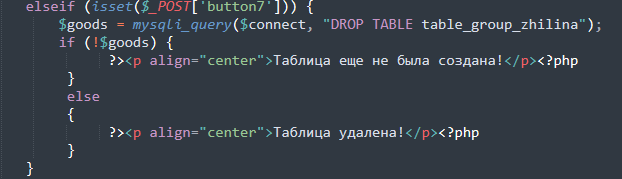 elseif (isset($_POST['button7'])) {
$goods = mysqli_query($connect, "DROP TABLE table_group_zhilina");
if (!$goods) {
?><p align="center">Таблица еще не была создана!</p><?php
}
else
{
?><p align="center">Таблица удалена!</p><?php
}
}